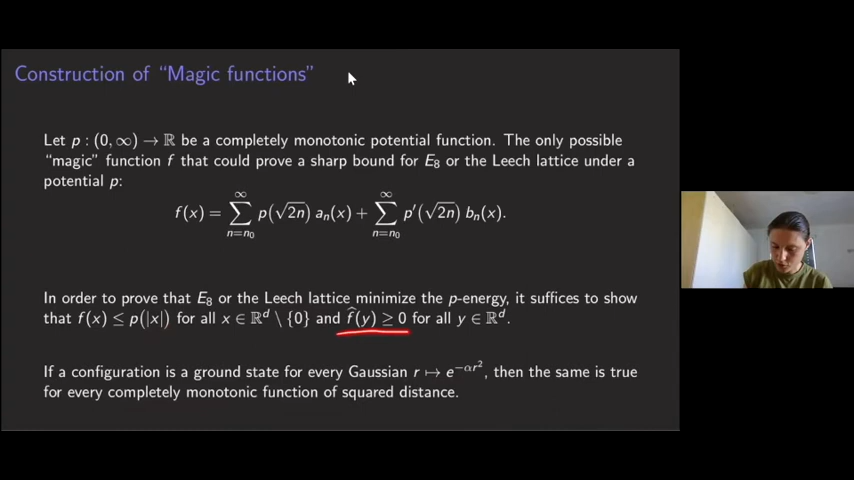 Construction of "Magic functions"
Let p : (0, ∞) → ℝ be a completely monotonic potential function. The only possible
"magic" function f that could prove a sharp bound for E₈ or the Leech lattice under a
potential p:
f(x) = ∑_{n=n₀}^{∞} p(√2n) aₙ(x) + ∑_{n=n₀}^{∞} p′(√2n) bₙ(x).
In order to prove that E₈ or the Leech lattice minimize the p-energy, it suffices to show
that f(x) ≤ p(|x|) for all x ∈ ℝᵈ \ {0} and f̂(y) ≥ 0 for all y ∈ ℝᵈ.
If a configuration is a ground state for every Gaussian r ↦ e^{−αr²}, then the same is true
for every completely monotonic function of squared distance.